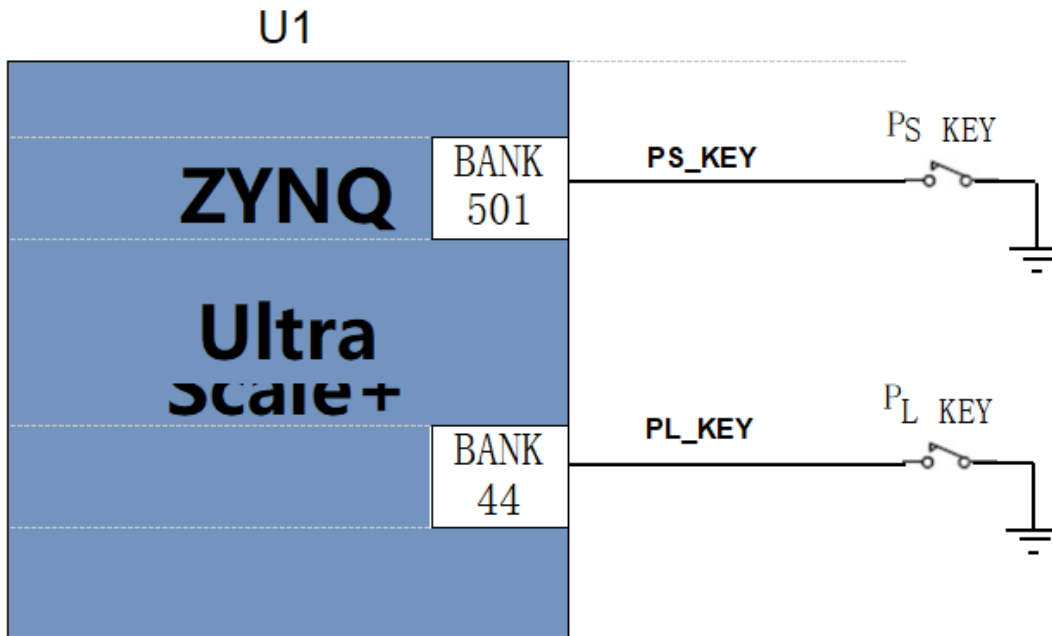 U1
ZYNQ
Ultra
Scale+
BANK
501
PS_KEY
PS KEY
BANK
44
PL_KEY
PL KEY